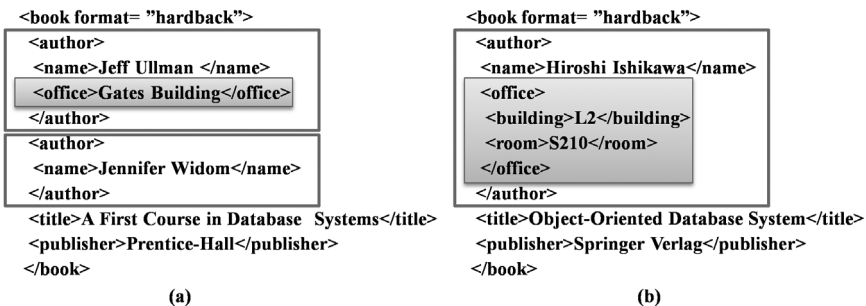 <book format= ”hardback”>
<author>
<name>Jeff Ullman </name>
<office>Gates Building</office>
</author>
<author>
<name>Jennifer Widom</name>
</author>
<title>A First Course in Database Systems</title>
<publisher>Prentice-Hall</publisher>
</book>
(a)
<book format= ”hardback”>
<author>
<name>Hiroshi Ishikawa</name>
<office>
<building>L2</building>
<room>S210</room>
</office>
</author>
<title>Object-Oriented Database System</title>
<publisher>Springer Verlag</publisher>
</book>
(b)